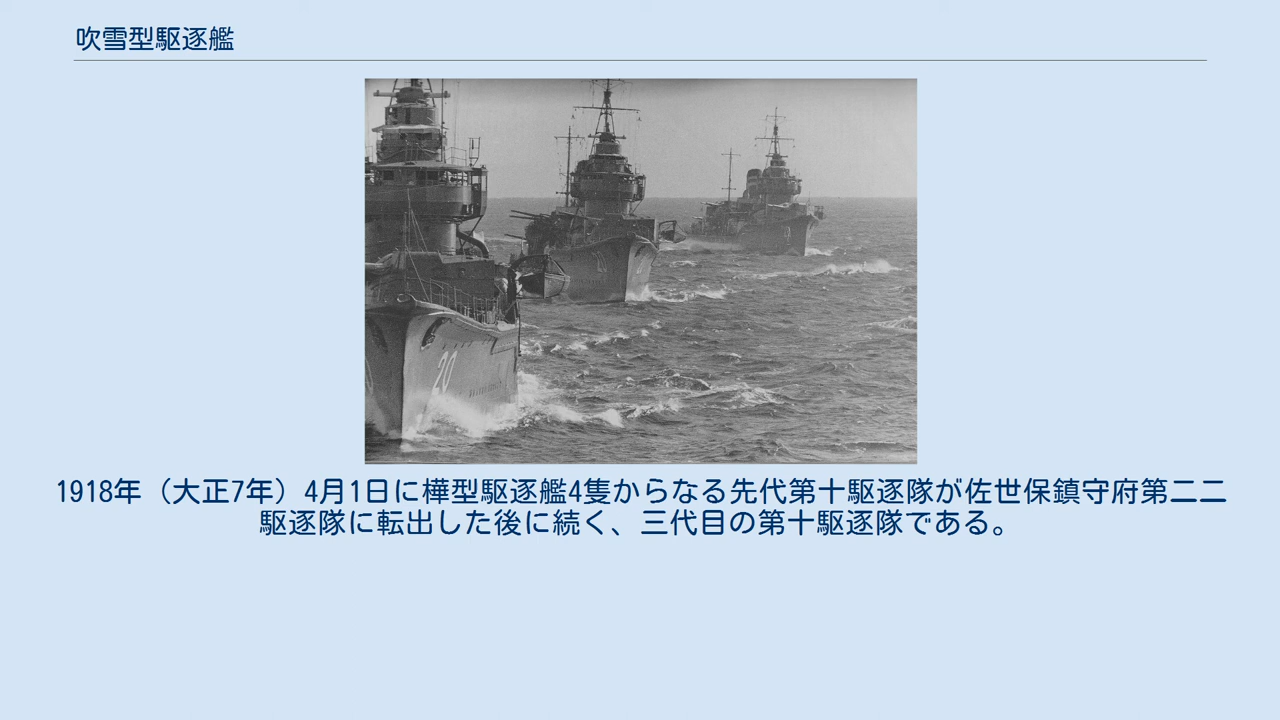 吹雪型駆逐艦
20
1918年（大正7年）4月1日に樺型駆逐艦4隻からなる先代第十駆逐隊が佐世保鎮守府第二二
駆逐隊に転出した後に続く、三代目の第十駆逐隊である。